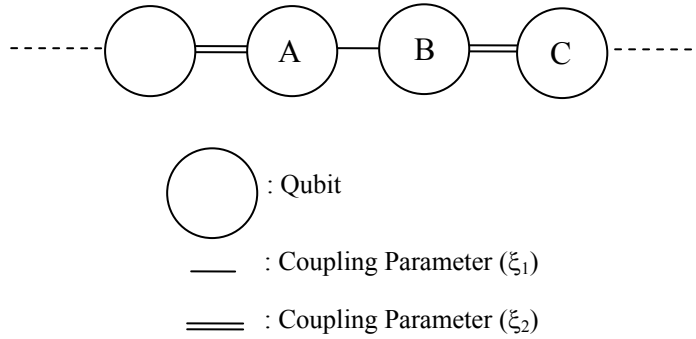 A B C
: Qubit
: Coupling Parameter (ξ₁)
: Coupling Parameter (ξ₂)